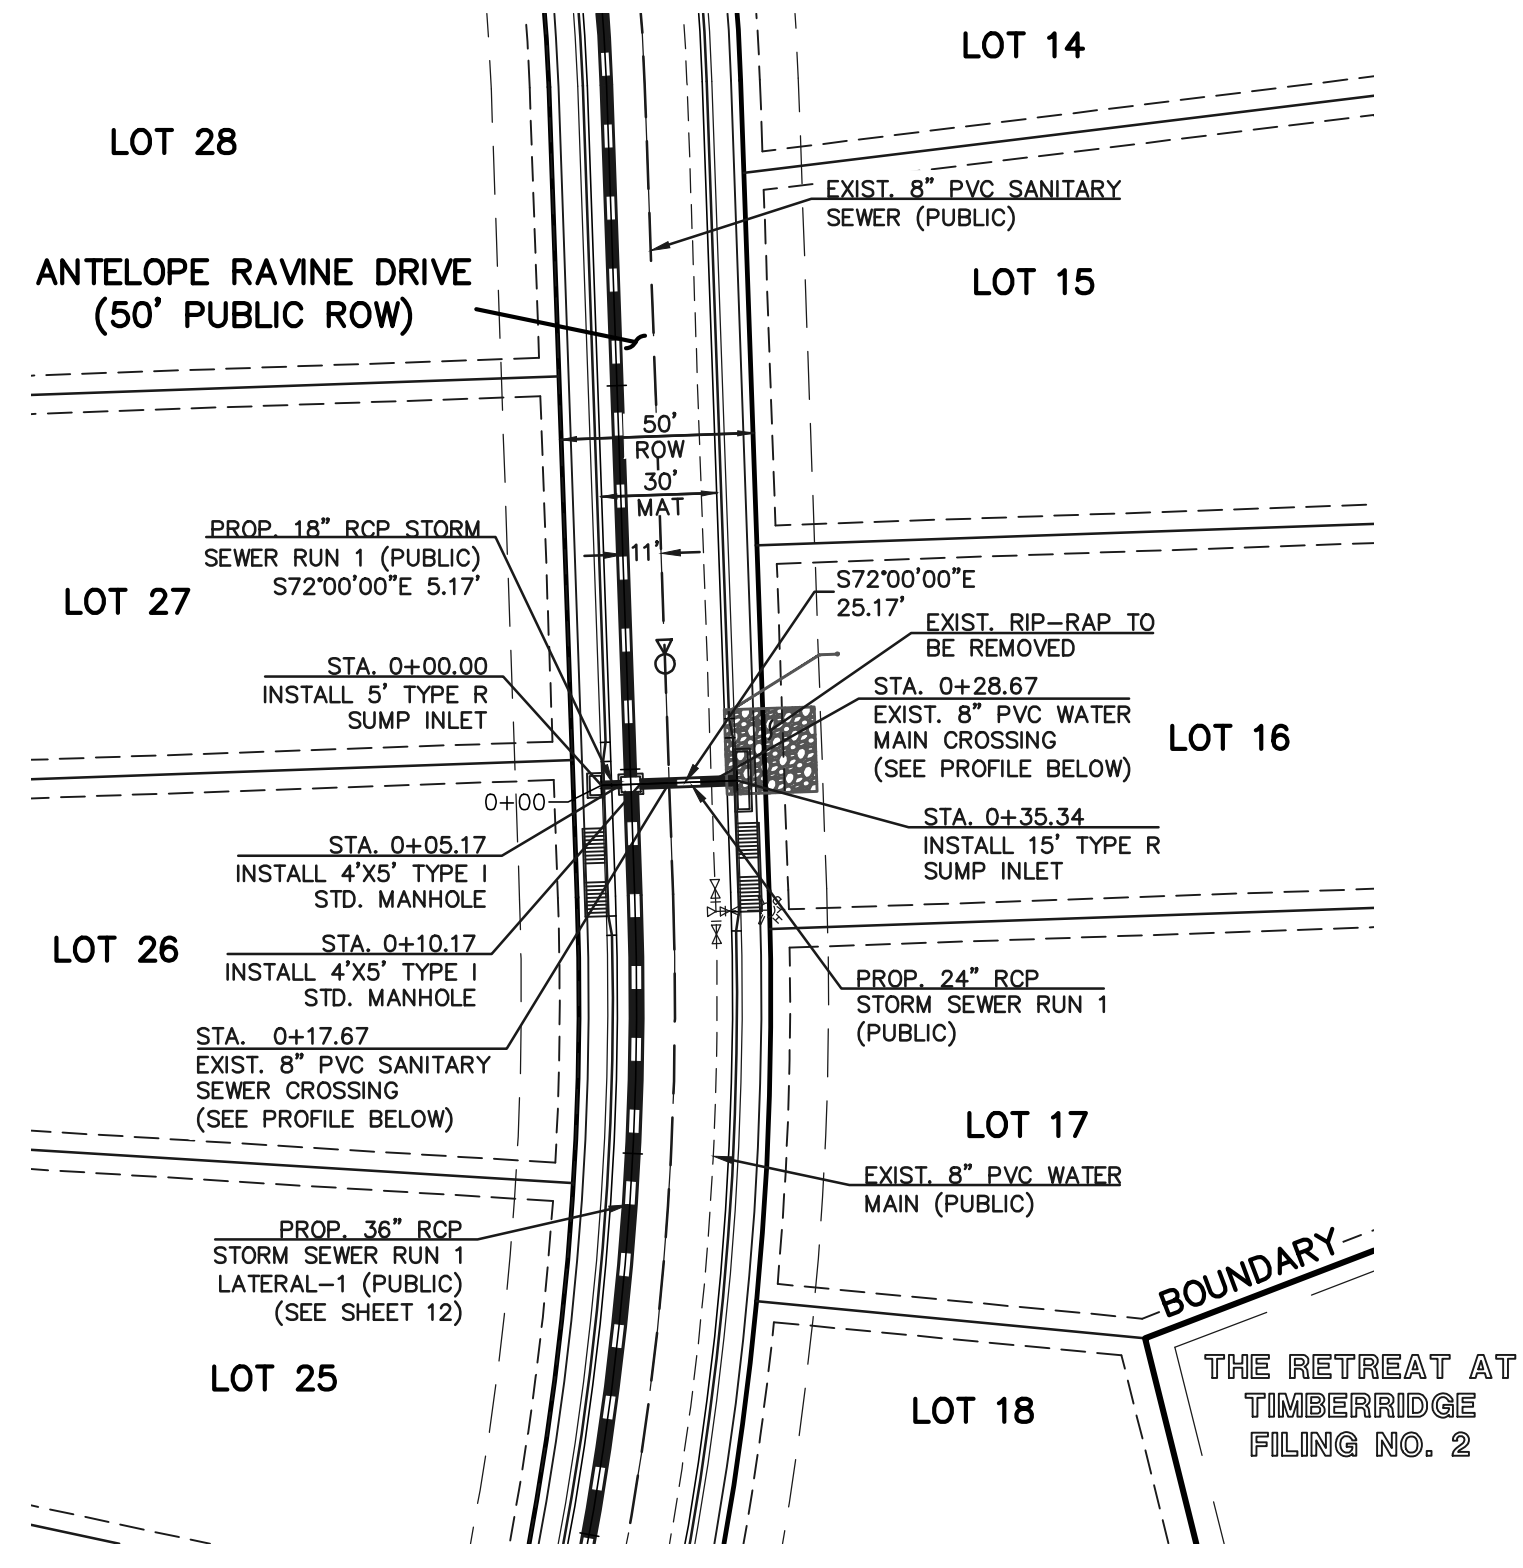 LOT 14
LOT 28
EXIST. 8" PVC SANITARY
SEWER (PUBLIC)
ANTELOPE RAVINE DRIVE
(50' PUBLIC ROW)
LOT 15
50'
ROW
30'
MAT
11'
PROP. 18" RCP STORM
SEWER RUN 1 (PUBLIC)
S72°00'00"E 5.17'
S72°00'00"E
25.17'
LOT 27
EXIST. RIP-RAP TO
BE REMOVED
STA. 0+00.00
INSTALL 5' TYPE R
SUMP INLET
STA. 0+28.67
EXIST. 8" PVC WATER
MAIN CROSSING
(SEE PROFILE BELOW)
LOT 16
0+00
STA. 0+35.34
INSTALL 15' TYPE R
SUMP INLET
STA. 0+05.17
INSTALL 4'X5' TYPE I
STD. MANHOLE
LOT 26
STA. 0+10.17
INSTALL 4'X5' TYPE I
STD. MANHOLE
PROP. 24" RCP
STORM SEWER RUN 1
(PUBLIC)
STA. 0+17.67
EXIST. 8" PVC SANITARY
SEWER CROSSING
(SEE PROFILE BELOW)
LOT 17
EXIST. 8" PVC WATER
MAIN (PUBLIC)
PROP. 36" RCP
STORM SEWER RUN 1
LATERAL-1 (PUBLIC)
(SEE SHEET 12)
BOUNDARY
LOT 25
LOT 18
THE RETREAT AT
TIMBERRIDGE
FILING NO. 2